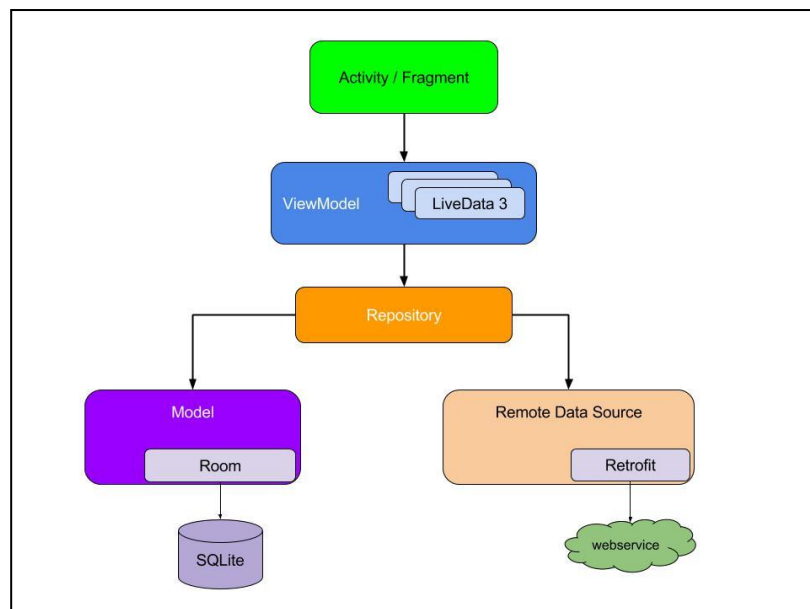 Activity / Fragment
ViewModel
LiveData 3
Repository
Model
Remote Data Source
Room
Retrofit
SQLite
webservice